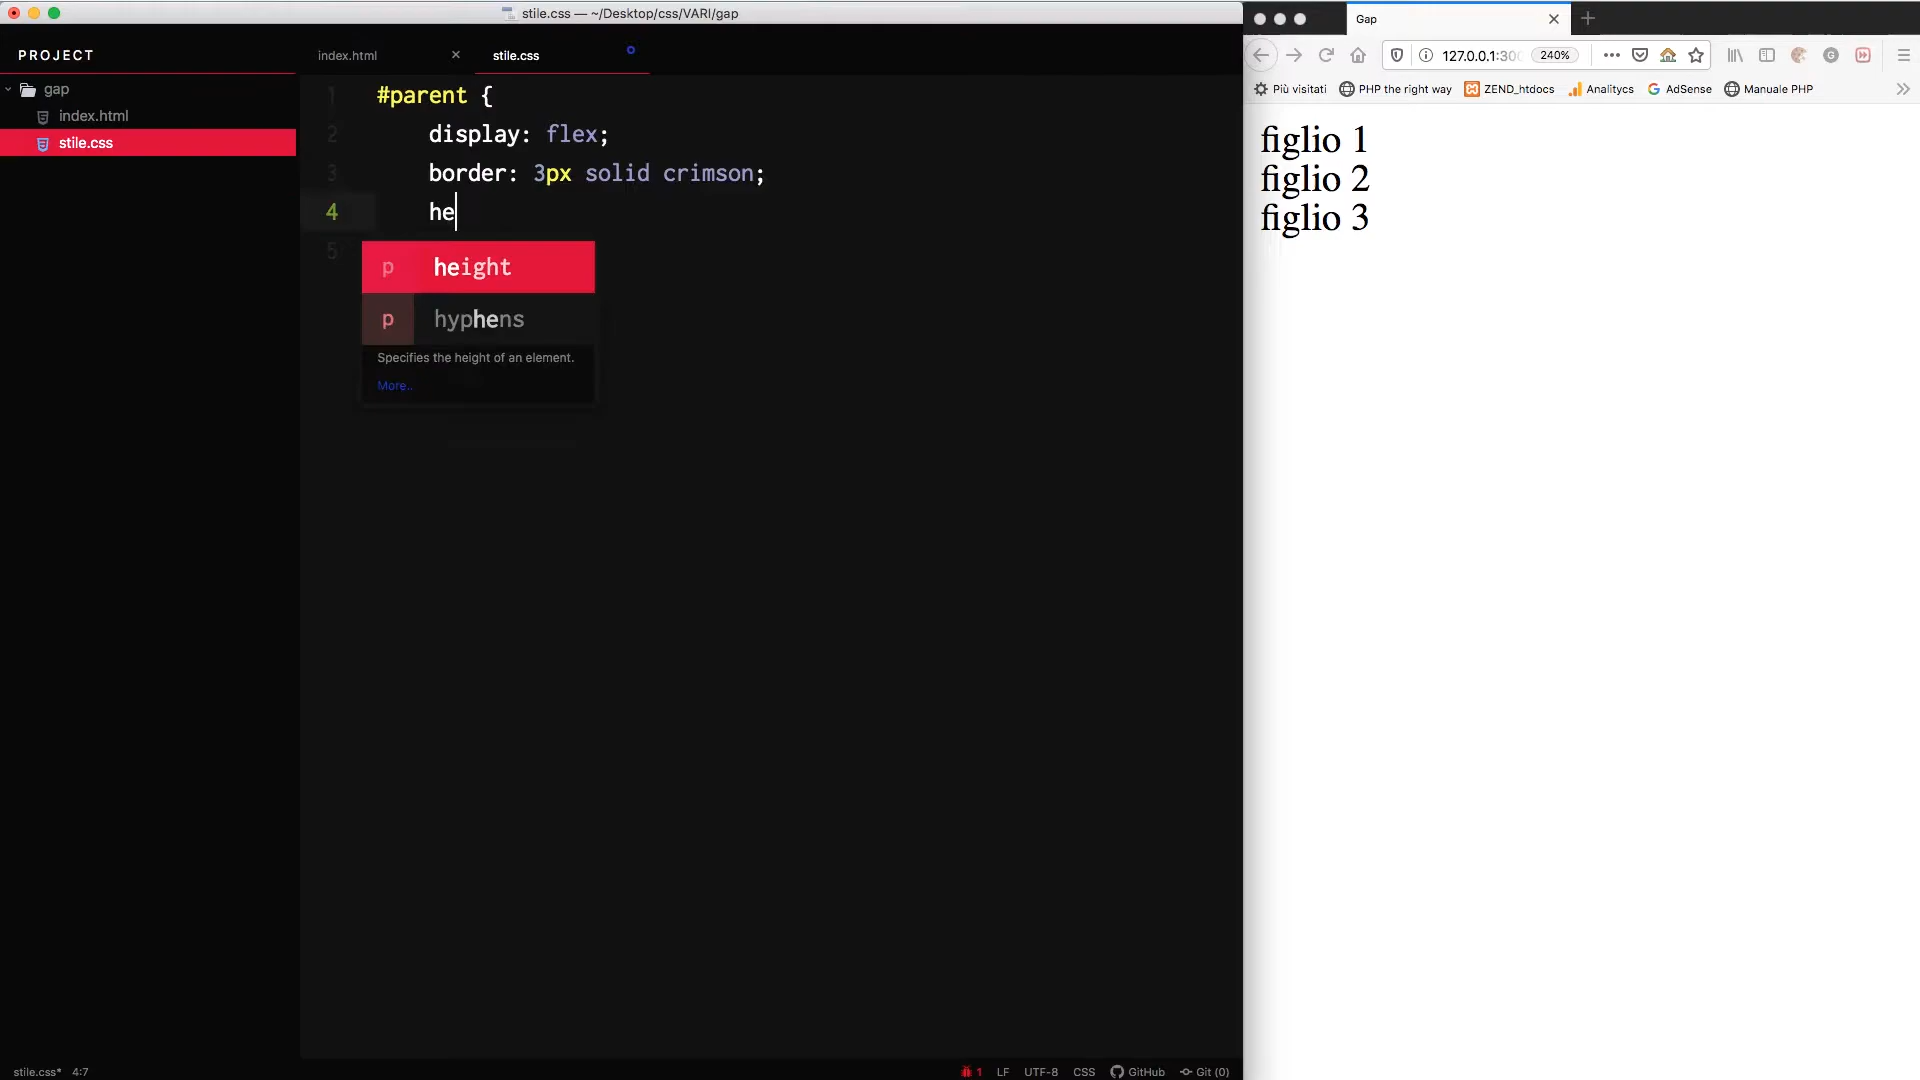 stile.css — ~/Desktop/css/VARI/gap
PROJECT
gap
index.html
stile.css
index.html
stile.css
1 #parent {
2 display: flex;
3 border: 3px solid crimson;
4 he
5
p height
p hyphens
Specifies the height of an element.
More..
stile.css* 4:7
1 LF UTF-8 CSS GitHub Git (0)
Gap
127.0.0.1:300 240%
Più visitati PHP the right way ZEND_htdocs Analitycs AdSense Manuale PHP
figlio 1
figlio 2
figlio 3